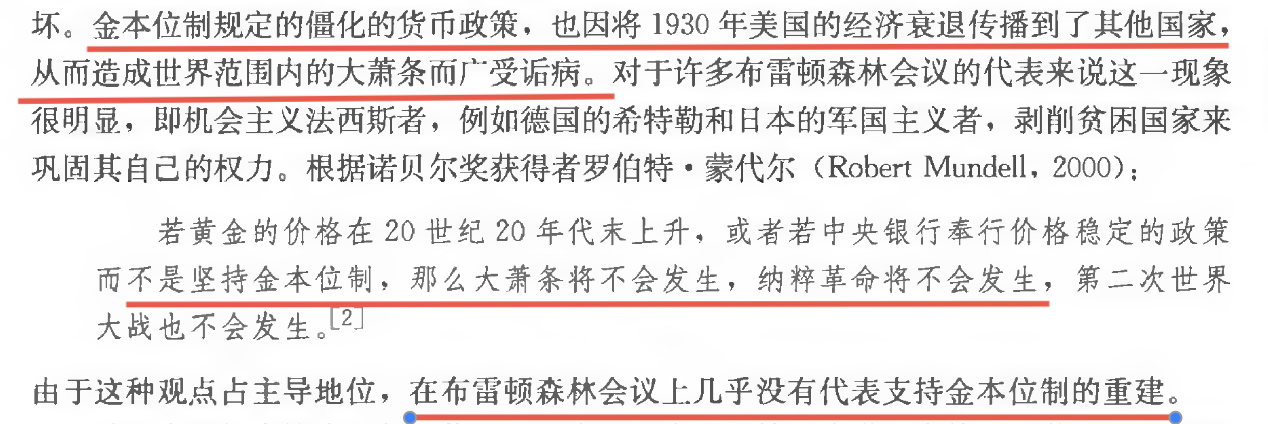 坏。金本位制规定的僵化的货币政策，也因将 1930 年美国的经济衰退传播到了其他国家，
从而造成世界范围内的大萧条而广受诟病。对于许多布雷顿森林会议的代表来说这一现象
很明显，即机会主义法西斯者，例如德国的希特勒和日本的军国主义者，剥削贫困国家来
巩固其自己的权力。根据诺贝尔奖获得者罗伯特·蒙代尔（Robert Mundell，2000）：
若黄金的价格在 20 世纪 20 年代末上升，或者若中央银行奉行价格稳定的政策
而不是坚持金本位制，那么大萧条将不会发生，纳粹革命将不会发生，第二次世界
大战也不会发生。[2]
由于这种观点占主导地位，在布雷顿森林会议上几乎没有代表支持金本位制的重建。